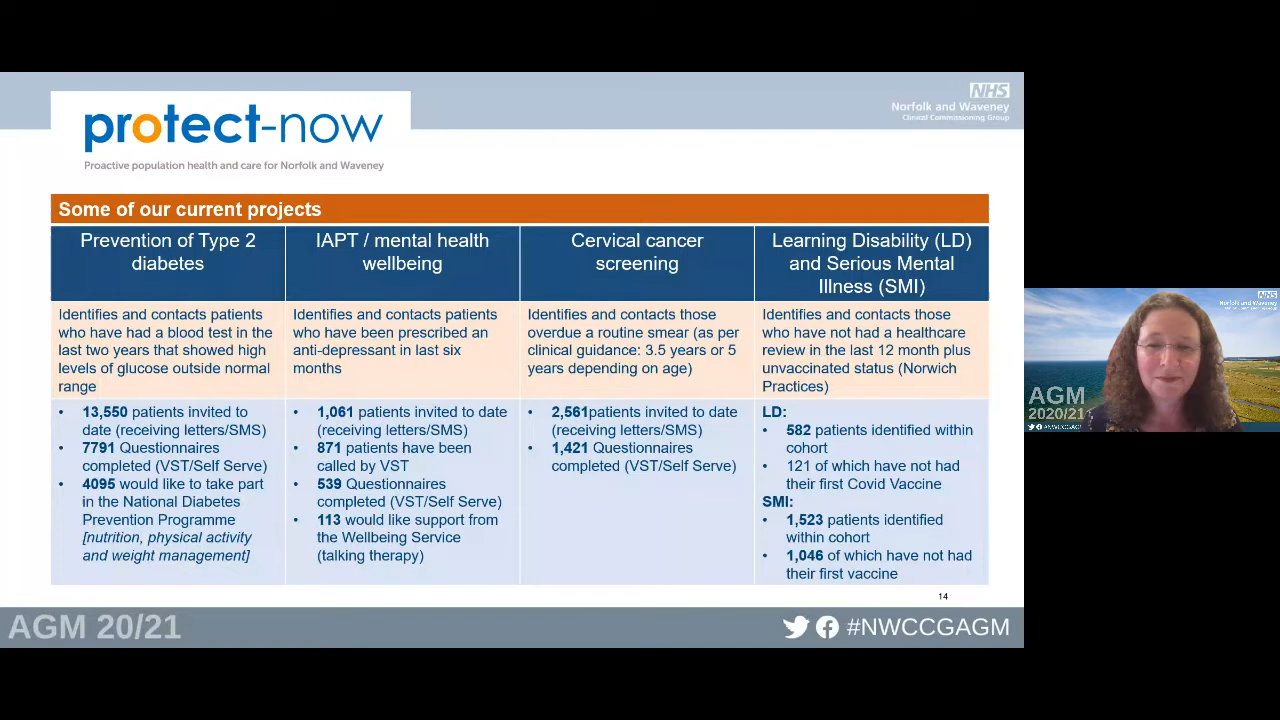 protect-now
Proactive population health and care for Norfolk and Waveney
NHS
Norfolk and Waveney
Clinical Commissioning Group
Some of our current projects
Prevention of Type 2
diabetes
IAPT / mental health
wellbeing
Cervical cancer
screening
Learning Disability (LD)
and Serious Mental
Illness (SMI)
Identifies and contacts patients
who have had a blood test in the
last two years that showed high
levels of glucose outside normal
range
Identifies and contacts patients
who have been prescribed an
anti-depressant in last six
months
Identifies and contacts those
overdue a routine smear (as per
clinical guidance: 3.5 years or 5
years depending on age)
Identifies and contacts those
who have not had a healthcare
review in the last 12 month plus
unvaccinated status (Norwich
Practices)
• 13,550 patients invited to
date (receiving letters/SMS)
• 7791 Questionnaires
completed (VST/Self Serve)
• 4095 would like to take part
in the National Diabetes
Prevention Programme
[nutrition, physical activity
and weight management]
• 1,061 patients invited to date
(receiving letters/SMS)
• 871 patients have been
called by VST
• 539 Questionnaires
completed (VST/Self Serve)
• 113 would like support from
the Wellbeing Service
(talking therapy)
• 2,561patients invited to date
(receiving letters/SMS)
• 1,421 Questionnaires
completed (VST/Self Serve)
LD:
• 582 patients identified within
cohort
• 121 of which have not had
their first Covid Vaccine
SMI:
• 1,523 patients identified
within cohort
• 1,046 of which have not had
their first vaccine
14
AGM 20/21
#NWCCGAGM
NHS
Norfolk and Waveney
AGM
2020/21